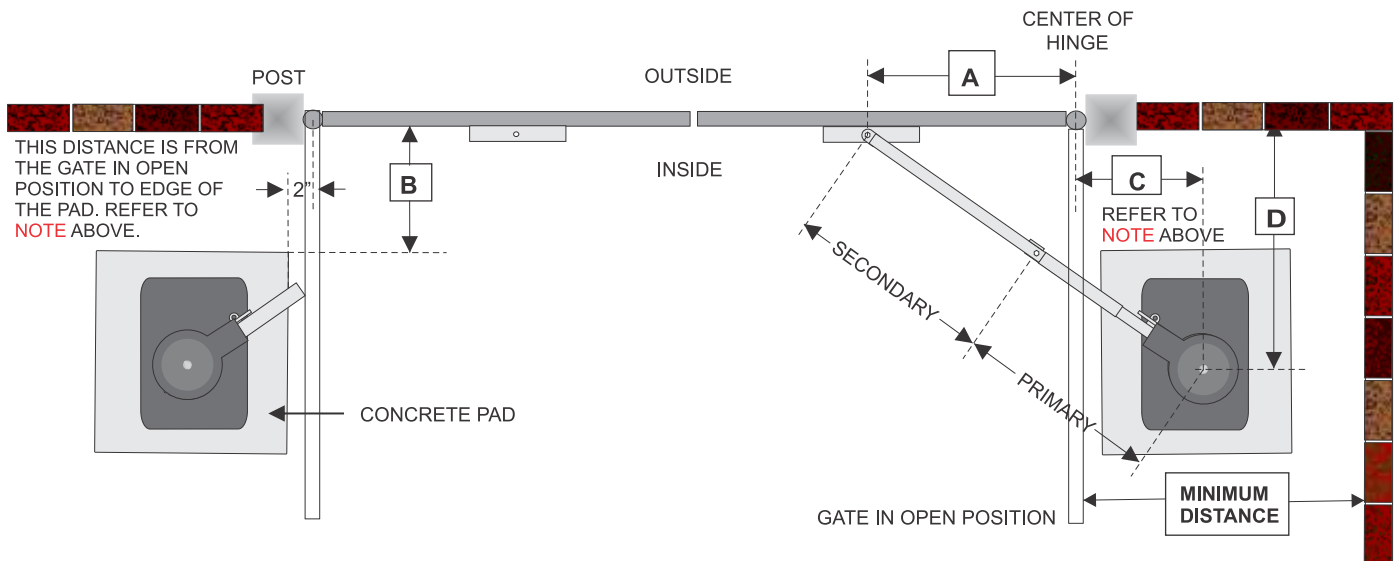 CENTER OF
HINGE
POST
OUTSIDE
A
THIS DISTANCE IS FROM
THE GATE IN OPEN
POSITION TO EDGE OF
THE PAD. REFER TO
NOTE ABOVE.
2"
B
INSIDE
C
REFER TO
NOTE ABOVE
D
SECONDARY
PRIMARY
CONCRETE PAD
MINIMUM
DISTANCE
GATE IN OPEN POSITION